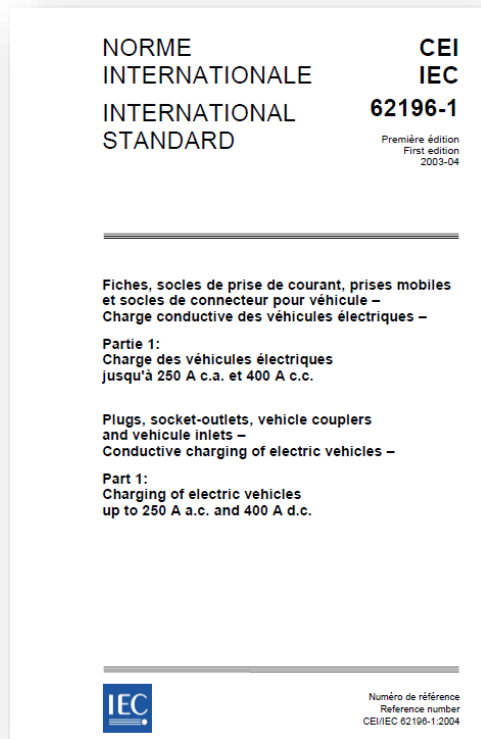 NORME
INTERNATIONALE
INTERNATIONAL
STANDARD
CEI
IEC
62196-1
Première édition
First edition
2003-04
Fiches, socles de prise de courant, prises mobiles
et socles de connecteur pour véhicule –
Charge conductive des véhicules électriques –
Partie 1:
Charge des véhicules électriques
jusqu'à 250 A c.a. et 400 A c.c.
Plugs, socket-outlets, vehicle couplers
and vehicule inlets –
Conductive charging of electric vehicles –
Part 1:
Charging of electric vehicles
up to 250 A a.c. and 400 A d.c.
IEC
Numéro de référence
Reference number
CEI/IEC 62196-1:2004